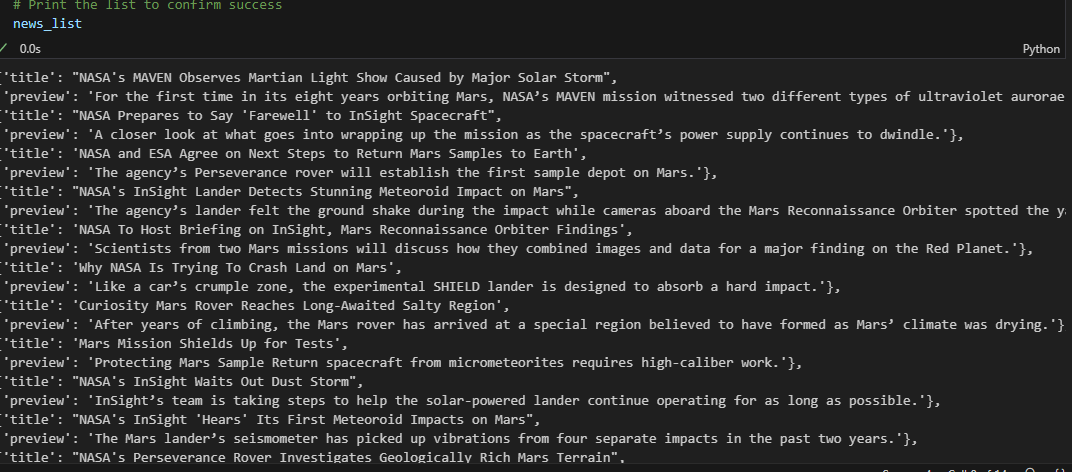 # Print the list to confirm success
news_list
✓ 0.0s
Python
{'title': "NASA's MAVEN Observes Martian Light Show Caused by Major Solar Storm",
'preview': 'For the first time in its eight years orbiting Mars, NASA’s MAVEN mission witnessed two different types of ultraviolet aurorae
{'title': "NASA Prepares to Say 'Farewell' to InSight Spacecraft",
'preview': 'A closer look at what goes into wrapping up the mission as the spacecraft’s power supply continues to dwindle.'},
{'title': 'NASA and ESA Agree on Next Steps to Return Mars Samples to Earth',
'preview': 'The agency’s Perseverance rover will establish the first sample depot on Mars.'},
{'title': "NASA's InSight Lander Detects Stunning Meteoroid Impact on Mars",
'preview': 'The agency’s lander felt the ground shake during the impact while cameras aboard the Mars Reconnaissance Orbiter spotted the
{'title': 'NASA To Host Briefing on InSight, Mars Reconnaissance Orbiter Findings',
'preview': 'Scientists from two Mars missions will discuss how they combined images and data for a major finding on the Red Planet.'},
{'title': 'Why NASA Is Trying To Crash Land on Mars',
'preview': 'Like a car’s crumple zone, the experimental SHIELD lander is designed to absorb a hard impact.'},
{'title': 'Curiosity Mars Rover Reaches Long-Awaited Salty Region',
'preview': 'After years of climbing, the Mars rover has arrived at a special region believed to have formed as Mars’ climate was drying.'}
{'title': 'Mars Mission Shields Up for Tests',
'preview': 'Protecting Mars Sample Return spacecraft from micrometeorites requires high-caliber work.'},
{'title': "NASA's InSight Waits Out Dust Storm",
'preview': 'InSight’s team is taking steps to help the solar-powered lander continue operating for as long as possible.'},
{'title': "NASA's InSight 'Hears' Its First Meteoroid Impacts on Mars",
'preview': 'The Mars lander’s seismometer has picked up vibrations from four separate impacts in the past two years.'},
{'title': "NASA's Perseverance Rover Investigates Geologically Rich Mars Terrain",